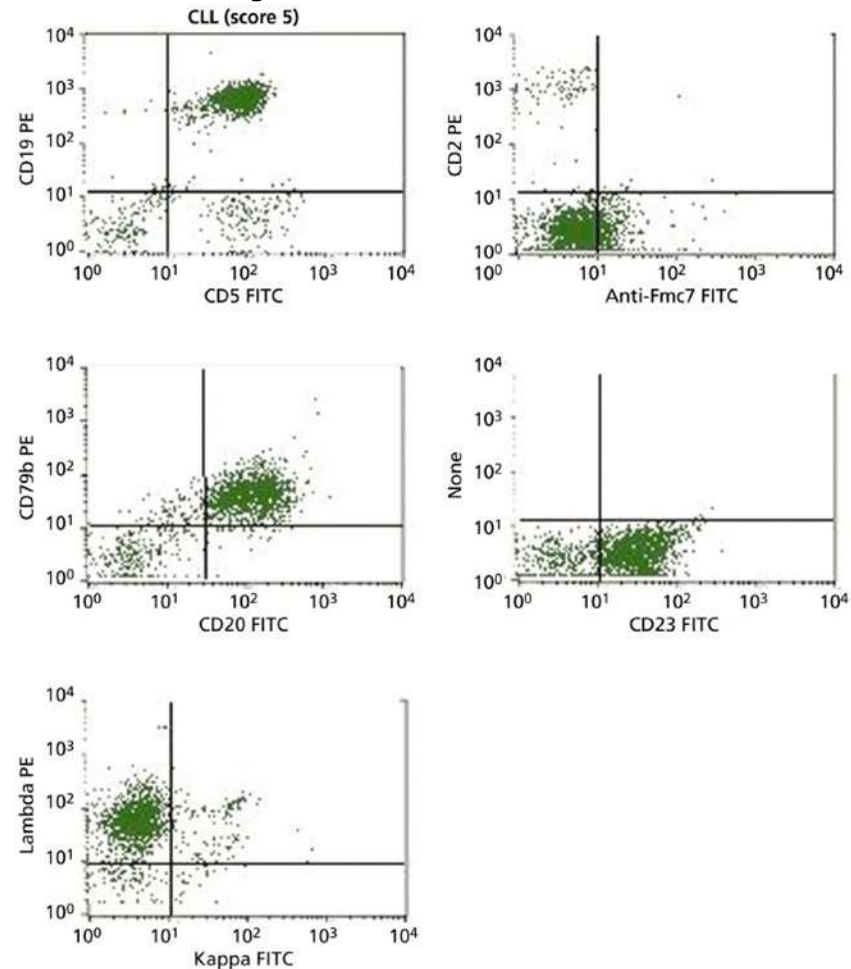 CLL (score 5)
10⁴
10³
10²
10¹
10⁰
CD19 PE
10⁰ 10¹ 10² 10³ 10⁴
CD5 FITC
10⁴
10³
10²
10¹
10⁰
CD2 PE
10⁰ 10¹ 10² 10³ 10⁴
Anti-Fmc7 FITC
10⁴
10³
10²
10¹
10⁰
CD79b PE
10⁰ 10¹ 10² 10³ 10⁴
CD20 FITC
10⁴
10³
10²
10¹
10⁰
None
10⁰ 10¹ 10² 10³ 10⁴
CD23 FITC
10⁴
10³
10²
10¹
10⁰
Lambda PE
10⁰ 10¹ 10² 10³ 10⁴
Kappa FITC